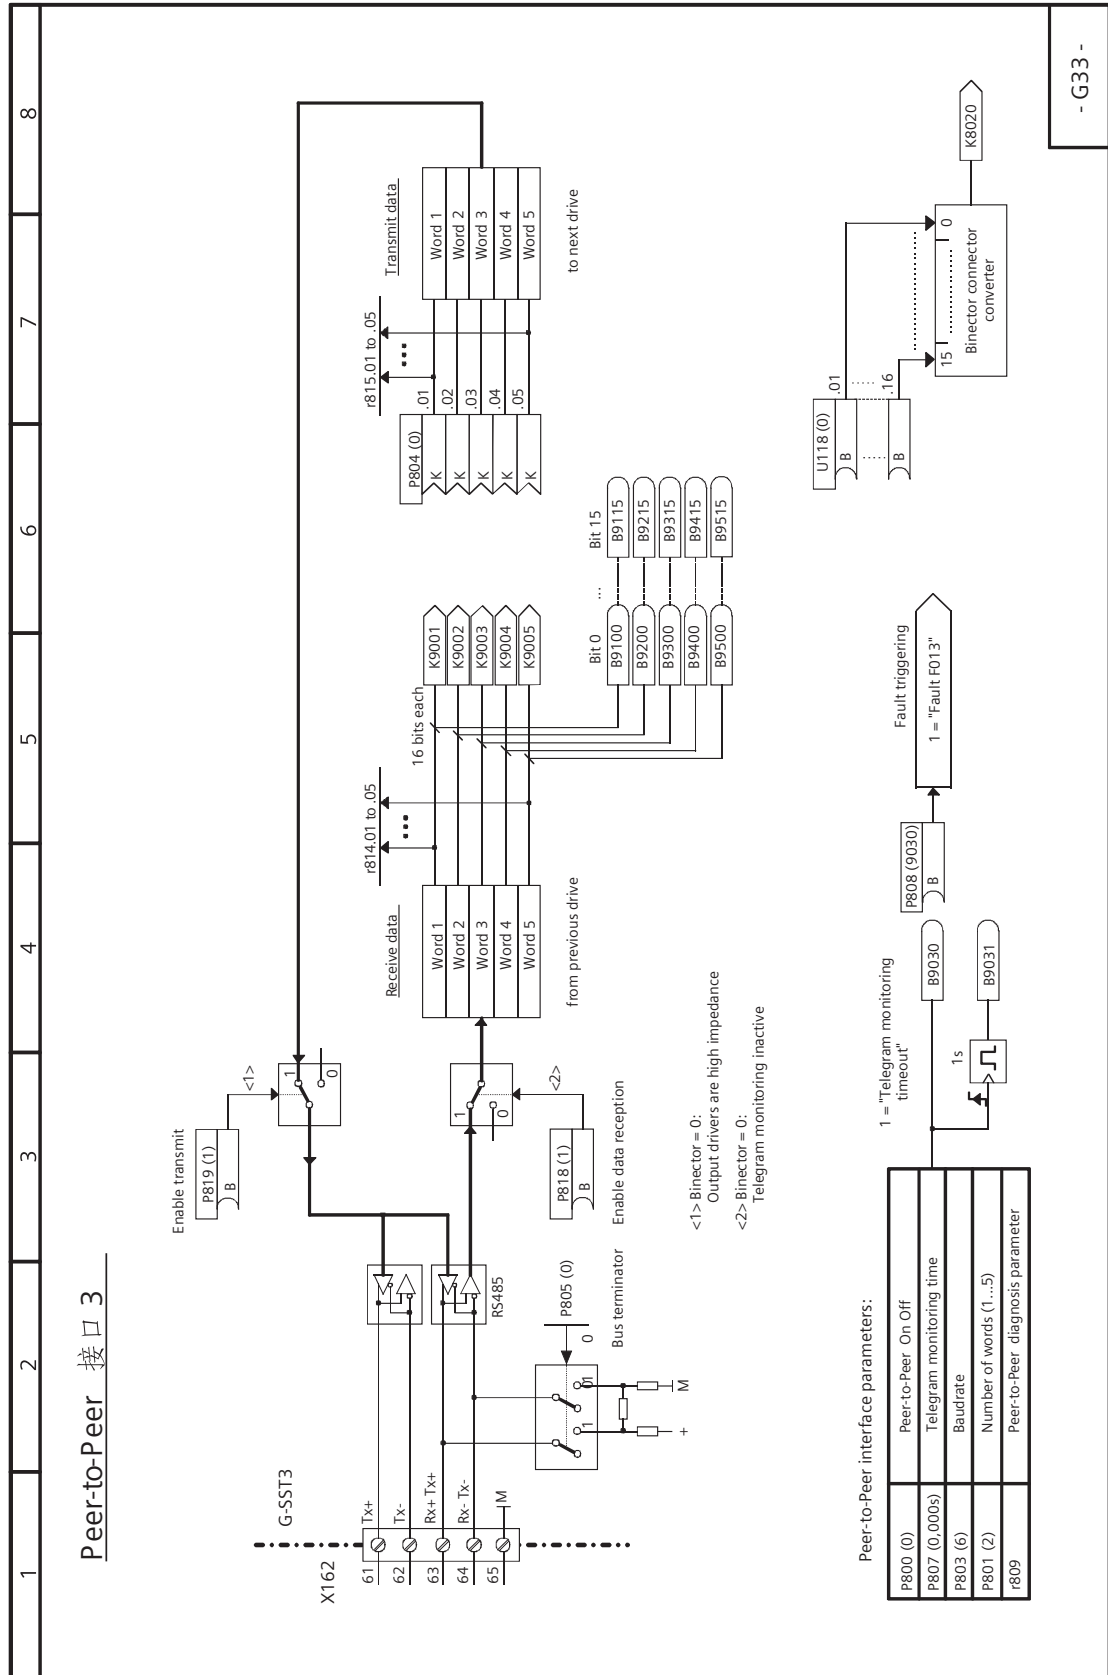 1 2 3 4 5 6 7 8
Peer-to-Peer 接口 3
G-SST3
X162
61
Tx+
62
Tx-
63
Rx+ Tx+
64
Rx- Tx-
65
M
RS485
P805 (0)
0
Bus terminator
1
01
+
M
Enable transmit
P819 (1)
B
<1>
1
0
1
0
<2>
P818 (1)
B
Enable data reception
<1> Binector = 0:
Output drivers are high impedance
<2> Binector = 0:
Telegram monitoring inactive
Receive data
Word 1
Word 2
Word 3
Word 4
Word 5
from previous drive
r814.01 to .05
16 bits each
K9001
K9002
K9003
K9004
K9005
Bit 0 ... Bit 15
B9100 B9115
B9200 B9215
B9300 B9315
B9400 B9415
B9500 B9515
P804 (0)
K .01
K .02
K .03
K .04
K .05
r815.01 to .05
Transmit data
Word 1
Word 2
Word 3
Word 4
Word 5
to next drive
Peer-to-Peer interface parameters:
P800 (0) Peer-to-Peer On Off
P807 (0,000s) Telegram monitoring time
P803 (6) Baudrate
P801 (2) Number of words (1...5)
r809 Peer-to-Peer diagnosis parameter
1 = "Telegram monitoring
timeout"
B9030
1s
B9031
P808 (9030)
B
Fault triggering
1 = "Fault F013"
U118 (0)
B .01
B .16
15 0
Binector connector
converter
K8020
- G33 -